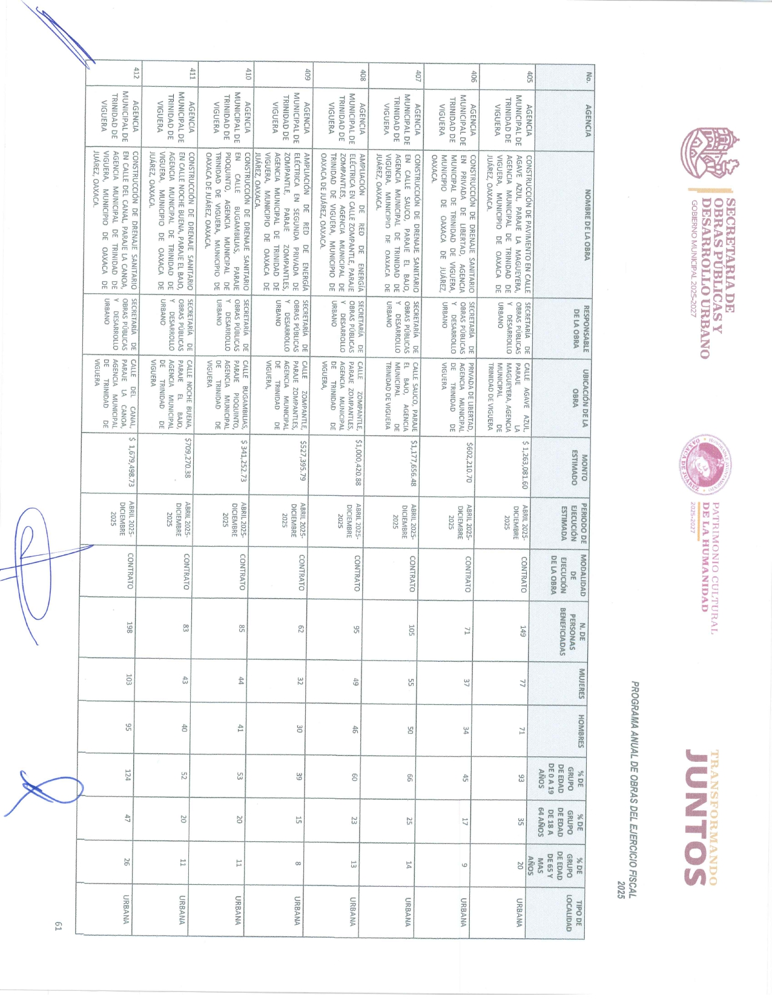 SECRETARIA DE
OBRAS PÚBLICAS Y
DESARROLLO URBANO
GOBIERNO MUNICIPAL 2025-2027
HONORABLE AYUNTAMIENTO
OAXACA DE JUÁREZ
PATRIMONIO CULTURAL
DE LA HUMANIDAD
2025-2027
TRANSFORMANDO
JUNTOS
PROGRAMA ANUAL DE OBRAS DEL EJERCICIO FISCAL
2025
No.
AGENCIA
NOMBRE DE LA OBRA
RESPONSABLE
DE LA OBRA
UBICACIÓN DE LA
OBRA
MONTO
ESTIMADO
PERIODO DE
EJECUCIÓN
ESTIMADA
MODALIDAD
DE
EJECUCIÓN
DE LA OBRA
N. DE
PERSONAS
BENEFICIADAS
MUJERES
HOMBRES
% DE
GRUPO
DE EDAD
DE 0 A 19
AÑOS
% DE
GRUPO
DE EDAD
DE 18 A
64 AÑOS
% DE
GRUPO
DE EDAD
DE 65 Y
MAS
AÑOS
TIPO DE
LOCALIDAD
405
AGENCIA
MUNICIPAL DE
TRINIDAD DE
VIGUERA
CONSTRUCCIÓN DE PAVIMENTO EN CALLE
AGAVE AZUL, PARAJE LA MAGUEYERA,
AGENCIA MUNICIPAL DE TRINIDAD DE
VIGUERA, MUNICIPIO DE OAXACA DE
JUÁREZ, OAXACA.
SECRETARÍA DE
OBRAS PÚBLICAS
Y DESARROLLO
URBANO
CALLE AGAVE AZUL,
PARAJE LA
MAGUEYERA, AGENCIA
MUNICIPAL DE
TRINIDAD DE VIGUERA
$ 1,263,081.60
ABRIL 2025-
DICIEMBRE
2025
CONTRATO
149
77
71
93
35
20
URBANA
406
AGENCIA
MUNICIPAL DE
TRINIDAD DE
VIGUERA
CONSTRUCCIÓN DE DRENAJE SANITARIO
EN PRIVADA DE LIBERTAD, AGENCIA
MUNICIPAL DE TRINIDAD DE VIGUERA,
MUNICIPIO DE OAXACA DE JUÁREZ,
OAXACA.
SECRETARÍA DE
OBRAS PÚBLICAS
Y DESARROLLO
URBANO
PRIVADA DE LIBERTAD,
AGENCIA MUNICIPAL
DE TRINIDAD DE
VIGUERA
$602,210.70
ABRIL 2025-
DICIEMBRE
2025
CONTRATO
71
37
34
45
17
9
URBANA
407
AGENCIA
MUNICIPAL DE
TRINIDAD DE
VIGUERA
CONSTRUCCIÓN DE DRENAJE SANITARIO
EN CALLE SAUCO, PARAJE EL BAJO,
AGENCIA MUNICIPAL DE TRINIDAD DE
VIGUERA, MUNICIPIO DE OAXACA DE
JUÁREZ, OAXACA.
SECRETARÍA DE
OBRAS PÚBLICAS
Y DESARROLLO
URBANO
CALLE SAUCO, PARAJE
EL BAJO, AGENCIA
MUNICIPAL DE
TRINIDAD DE VIGUERA
$1,177,656.48
ABRIL 2025-
DICIEMBRE
2025
CONTRATO
105
55
50
66
25
14
URBANA
408
AGENCIA
MUNICIPAL DE
TRINIDAD DE
VIGUERA
AMPLIACIÓN DE RED DE ENERGÍA
ELÉCTRICA EN CALLE ZOMPANTLE, PARAJE
ZOMPANTLES, AGENCIA MUNICIPAL DE
TRINIDAD DE VIGUERA, MUNICIPIO DE
OAXACA DE JUÁREZ, OAXACA.
SECRETARÍA DE
OBRAS PÚBLICAS
Y DESARROLLO
URBANO
CALLE ZOMPANTLE,
PARAJE ZOMPANTLES,
AGENCIA MUNICIPAL
DE TRINIDAD DE
VIGUERA,
$1,000,420.88
ABRIL 2025-
DICIEMBRE
2025
CONTRATO
95
49
46
60
23
13
URBANA
409
AGENCIA
MUNICIPAL DE
TRINIDAD DE
VIGUERA
AMPLIACIÓN DE RED DE ENERGÍA
ELÉCTRICA EN SEGUNDA PRIVADA DE
ZOMPANTLE, PARAJE ZOMPANTLES,
AGENCIA MUNICIPAL DE TRINIDAD DE
VIGUERA, MUNICIPIO DE OAXACA DE
JUÁREZ, OAXACA.
SECRETARÍA DE
OBRAS PÚBLICAS
Y DESARROLLO
URBANO
CALLE ZOMPANTLE,
PARAJE ZOMPANTLES,
AGENCIA MUNICIPAL
DE TRINIDAD DE
VIGUERA,
$527,395.79
ABRIL 2025-
DICIEMBRE
2025
CONTRATO
62
32
30
39
15
8
URBANA
410
AGENCIA
MUNICIPAL DE
TRINIDAD DE
VIGUERA
CONSTRUCCIÓN DE DRENAJE SANITARIO
EN CALLE BUGAMBILIAS, PARAJE
PIOQUINTO, AGENCIA MUNICIPAL DE
TRINIDAD DE VIGUERA, MUNICIPIO DE
OAXACA DE JUÁREZ, OAXACA.
SECRETARÍA DE
OBRAS PÚBLICAS
Y DESARROLLO
URBANO
CALLE BUGAMBILIAS,
PARAJE PIOQUINTO,
AGENCIA MUNICIPAL
DE TRINIDAD DE
VIGUERA
$ 341,252.73
ABRIL 2025-
DICIEMBRE
2025
CONTRATO
85
44
41
53
20
11
URBANA
411
AGENCIA
MUNICIPAL DE
TRINIDAD DE
VIGUERA
CONSTRUCCIÓN DE DRENAJE SANITARIO
EN CALLE NOCHE BUENA, PARAJE EL BAJO,
AGENCIA MUNICIPAL DE TRINIDAD DE
VIGUERA, MUNICIPIO DE OAXACA DE
JUÁREZ, OAXACA.
SECRETARÍA DE
OBRAS PÚBLICAS
Y DESARROLLO
URBANO
CALLE NOCHE BUENA,
PARAJE EL BAJO,
AGENCIA MUNICIPAL
DE TRINIDAD DE
VIGUERA
$709,270.38
ABRIL 2025-
DICIEMBRE
2025
CONTRATO
83
43
40
52
20
11
URBANA
412
AGENCIA
MUNICIPAL DE
TRINIDAD DE
VIGUERA
CONSTRUCCIÓN DE DRENAJE SANITARIO
EN CALLE DEL CANAL, PARAJE LA CANOA,
AGENCIA MUNICIPAL DE TRINIDAD DE
VIGUERA, MUNICIPIO DE OAXACA DE
JUÁREZ, OAXACA.
SECRETARÍA DE
OBRAS PÚBLICAS
Y DESARROLLO
URBANO
CALLE DEL CANAL,
PARAJE LA CANOA,
AGENCIA MUNICIPAL
DE TRINIDAD DE
VIGUERA
$ 1,679,498.73
ABRIL 2025-
DICIEMBRE
2025
CONTRATO
198
103
95
124
47
26
URBANA
61